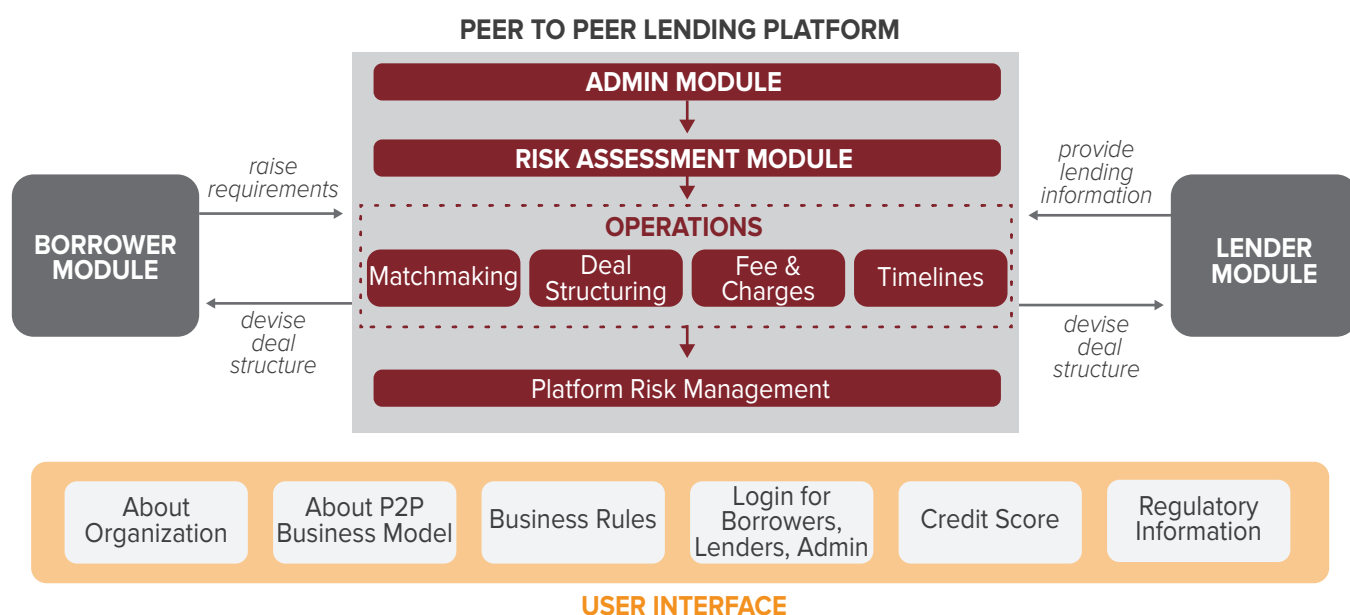 PEER TO PEER LENDING PLATFORM
ADMIN MODULE
RISK ASSESSMENT MODULE
raise
requirements
provide
lending
information
BORROWER
MODULE
OPERATIONS
Matchmaking
Deal
Structuring
Fee &
Charges
Timelines
LENDER
MODULE
devise
deal
structure
devise
deal
structure
Platform Risk Management
About
Organization
About P2P
Business Model
Business Rules
Login for
Borrowers,
Lenders, Admin
Credit Score
Regulatory
Information
USER INTERFACE